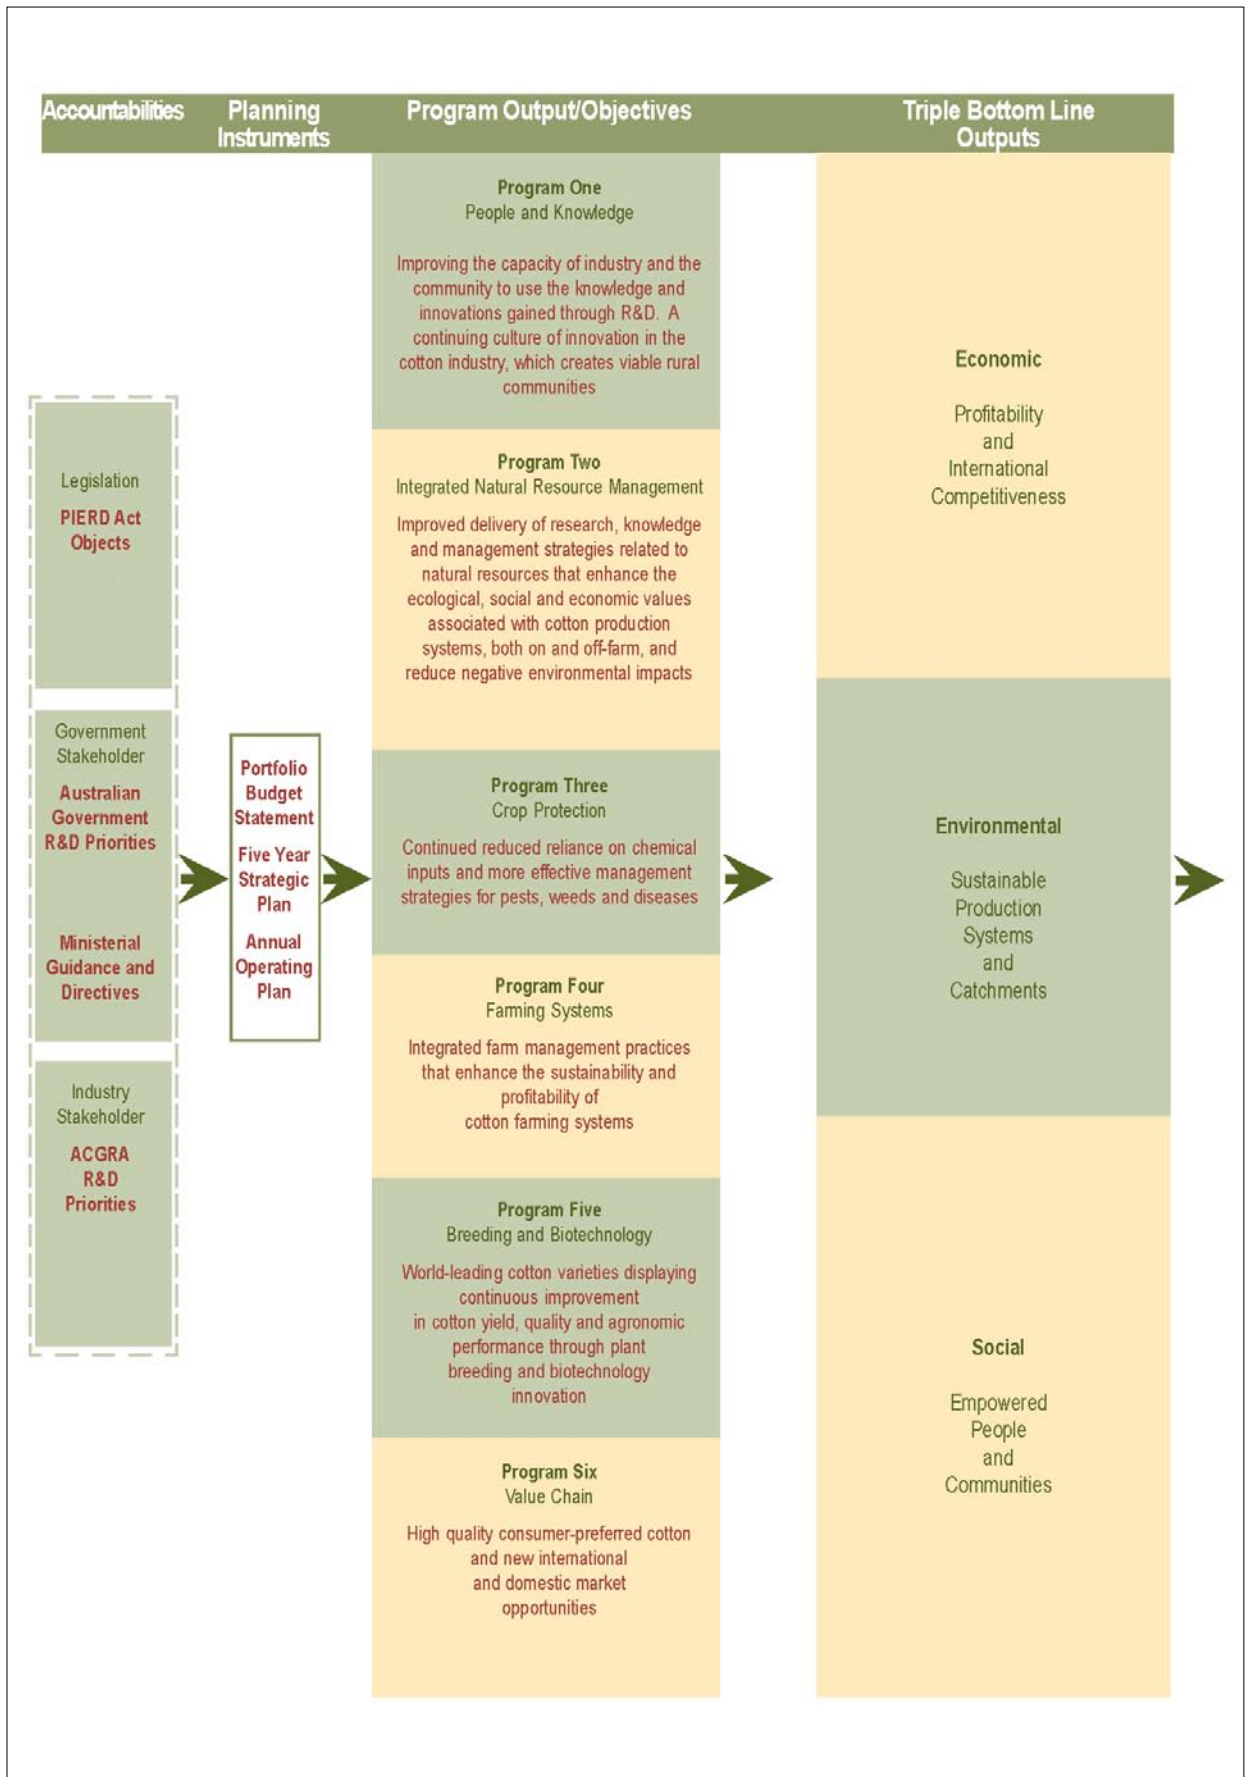 Accountabilities
Planning
Instruments
Program Output/Objectives
Triple Bottom Line
Outputs
Legislation
PIERD Act
Objects
Government
Stakeholder
Australian
Government
R&D Priorities
Ministerial
Guidance and
Directives
Industry
Stakeholder
ACGRA
R&D
Priorities
Portfolio
Budget
Statement
Five Year
Strategic
Plan
Annual
Operating
Plan
Program One
People and Knowledge
Improving the capacity of industry and the
community to use the knowledge and
innovations gained through R&D. A
continuing culture of innovation in the
cotton industry, which creates viable rural
communities
Program Two
Integrated Natural Resource Management
Improved delivery of research, knowledge
and management strategies related to
natural resources that enhance the
ecological, social and economic values
associated with cotton production
systems, both on and off-farm, and
reduce negative environmental impacts
Program Three
Crop Protection
Continued reduced reliance on chemical
inputs and more effective management
strategies for pests, weeds and diseases
Program Four
Farming Systems
Integrated farm management practices
that enhance the sustainability and
profitability of
cotton farming systems
Program Five
Breeding and Biotechnology
World-leading cotton varieties displaying
continuous improvement
in cotton yield, quality and agronomic
performance through plant
breeding and biotechnology
innovation
Program Six
Value Chain
High quality consumer-preferred cotton
and new international
and domestic market
opportunities
Economic
Profitability
and
International
Competitiveness
Environmental
Sustainable
Production
Systems
and
Catchments
Social
Empowered
People
and
Communities